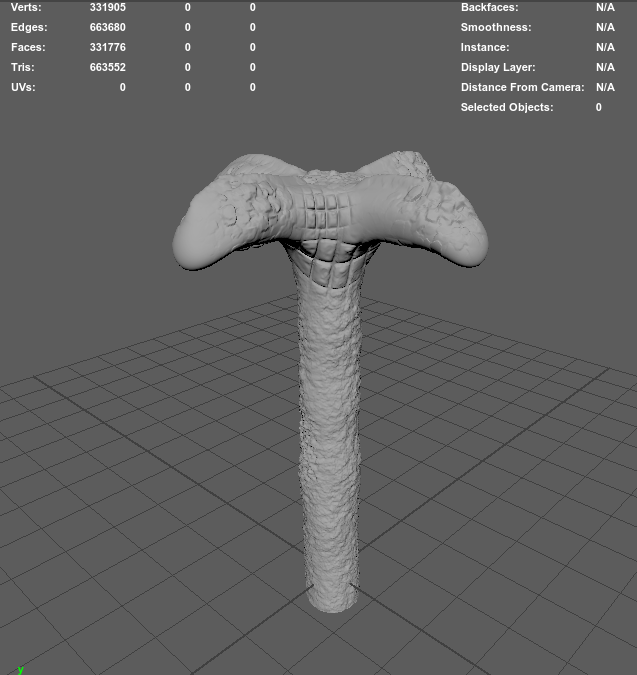 Verts: 331905 0 0
Edges: 663680 0 0
Faces: 331776 0 0
Tris: 663552 0 0
UVs: 0 0 0
Backfaces: N/A
Smoothness: N/A
Instance: N/A
Display Layer: N/A
Distance From Camera: N/A
Selected Objects: 0
y